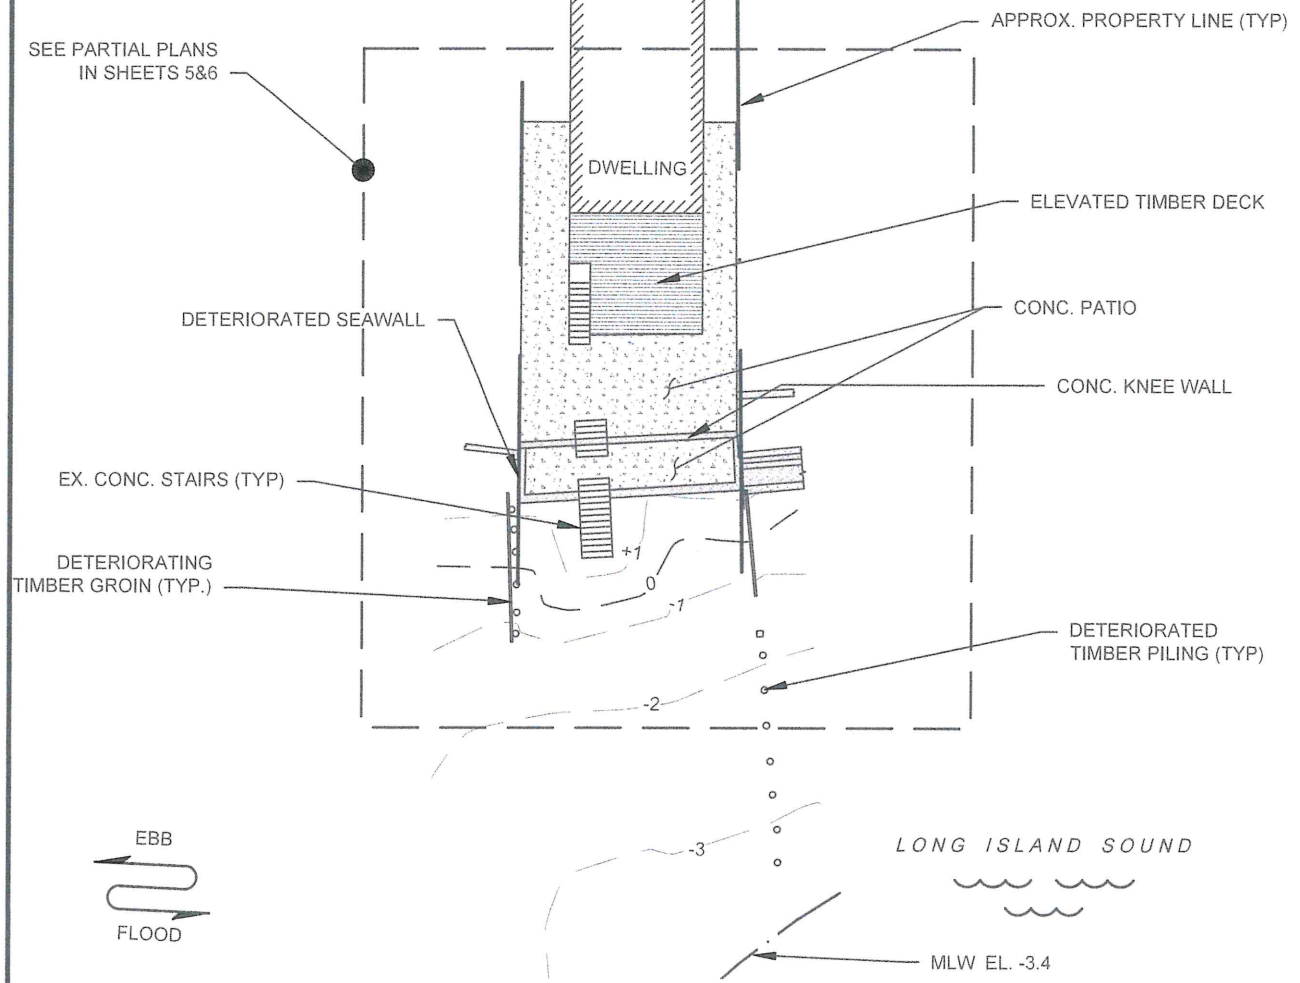 APPROX. PROPERTY LINE (TYP)
SEE PARTIAL PLANS
IN SHEETS 5&6
DWELLING
ELEVATED TIMBER DECK
DETERIORATED SEAWALL
CONC. PATIO
CONC. KNEE WALL
EX. CONC. STAIRS (TYP)
+1
DETERIORATING
TIMBER GROIN (TYP.)
0
-1
DETERIORATED
TIMBER PILING (TYP)
-2
EBB
-3
LONG ISLAND SOUND
FLOOD
MLW EL. -3.4